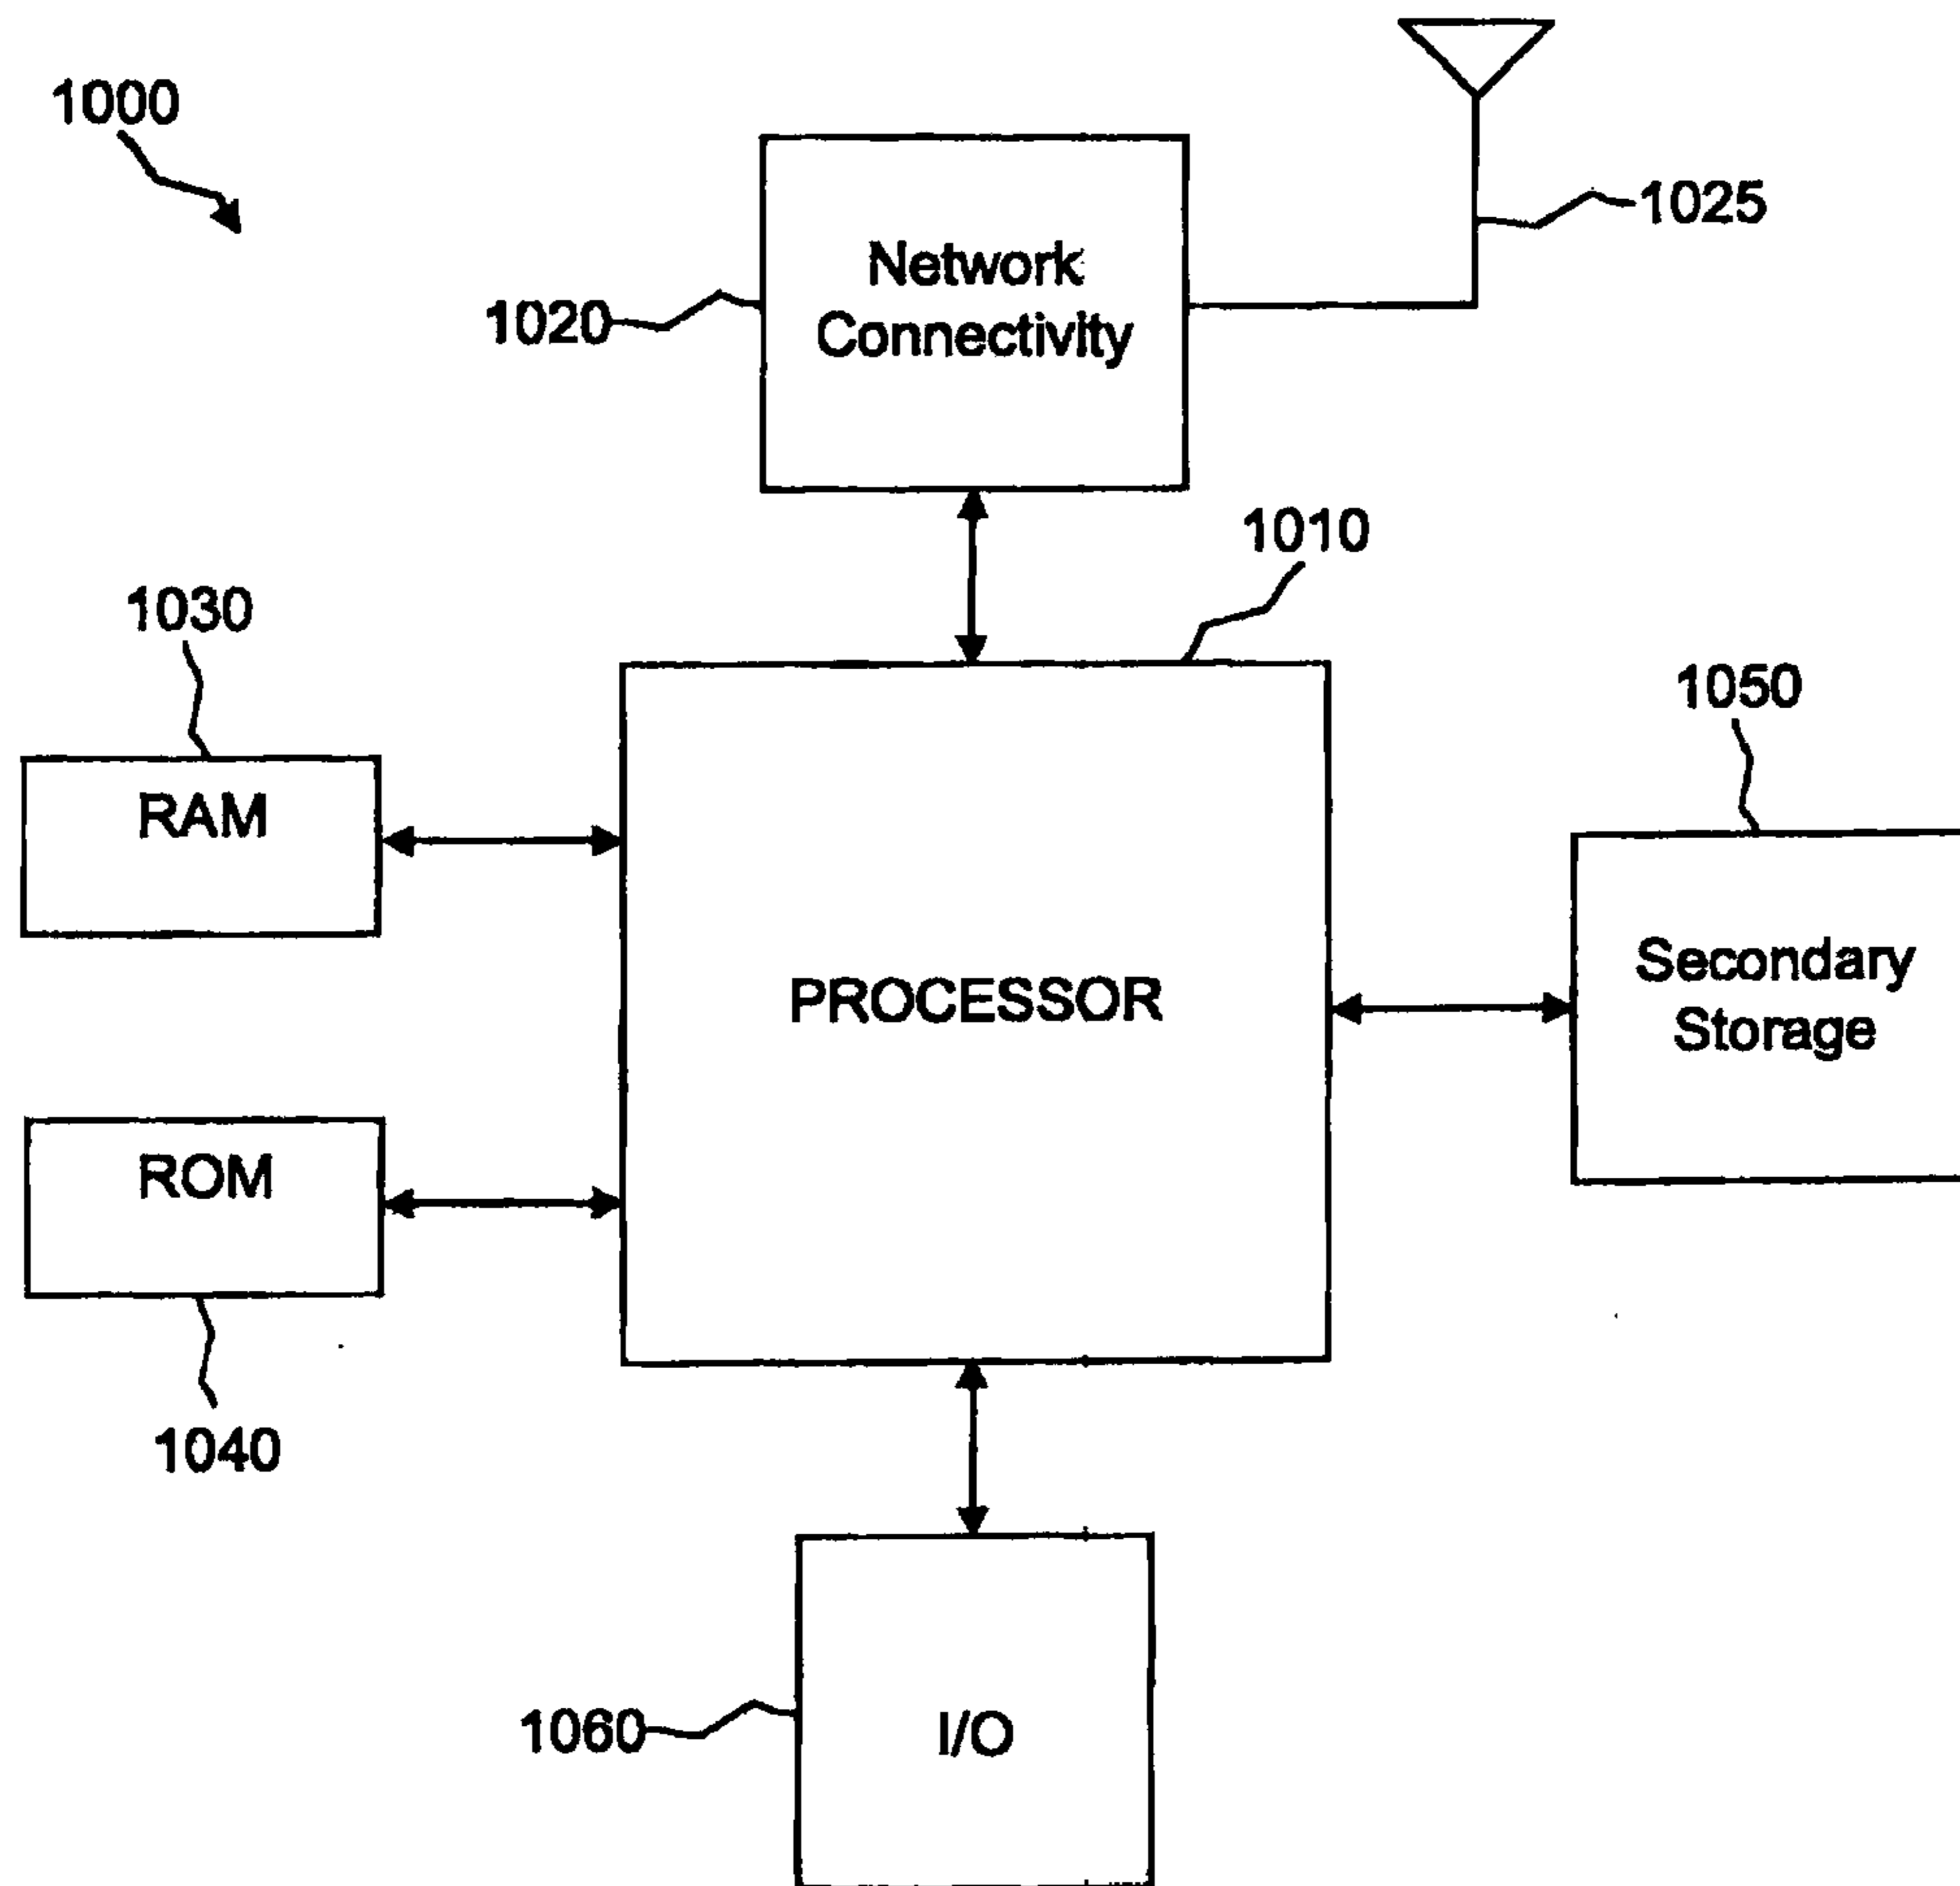 1000
1025
Network
Connectivity
1020
1010
1030
1050
RAM
Secondary
Storage
PROCESSOR
ROM
1040
1060
I/O